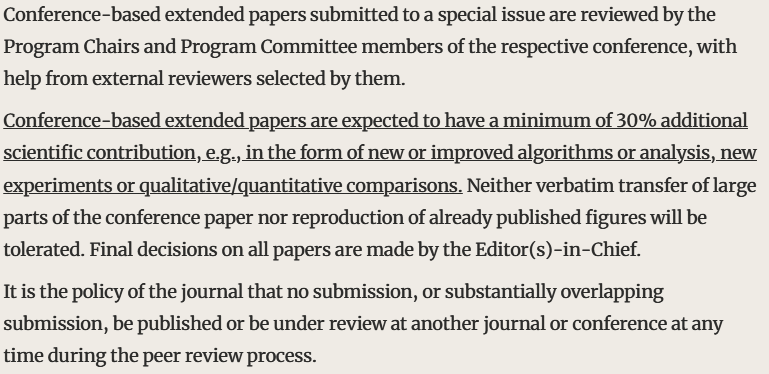 Conference-based extended papers submitted to a special issue are reviewed by the
Program Chairs and Program Committee members of the respective conference, with
help from external reviewers selected by them.
Conference-based extended papers are expected to have a minimum of 30% additional
scientific contribution, e.g., in the form of new or improved algorithms or analysis, new
experiments or qualitative/quantitative comparisons. Neither verbatim transfer of large
parts of the conference paper nor reproduction of already published figures will be
tolerated. Final decisions on all papers are made by the Editor(s)-in-Chief.
It is the policy of the journal that no submission, or substantially overlapping
submission, be published or be under review at another journal or conference at any
time during the peer review process.